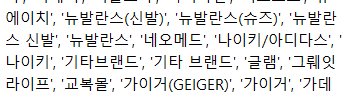 에이치', '뉴발란스(신발)', '뉴발란스(슈즈)', '뉴발란
스 신발', '뉴발란스', '네오메드', '나이키/아디다스', '
나이키', '기타브랜드', '기타 브랜드', '글램', '그뤠잇
라이프', '교복몰', '가이거(GEIGER)', '가이거', '가데